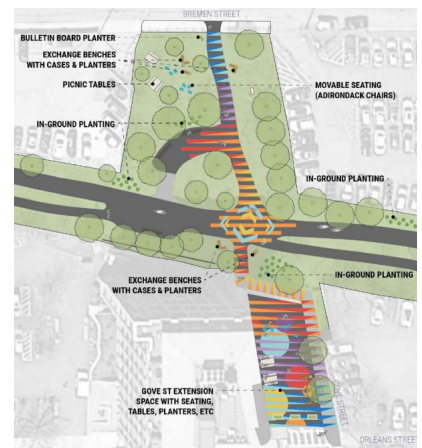 BREMEN STREET
BULLETIN BOARD PLANTER
EXCHANGE BENCHES
WITH CASES & PLANTERS
PICNIC TABLES
MOVABLE SEATING
(ADIRONDACK CHAIRS)
IN-GROUND PLANTING
IN-GROUND PLANTING
EXCHANGE BENCHES
WITH CASES & PLANTERS
IN-GROUND PLANTING
GOVE ST EXTENSION
SPACE WITH SEATING,
TABLES, PLANTERS, ETC
STREET
ORLEANS STREET